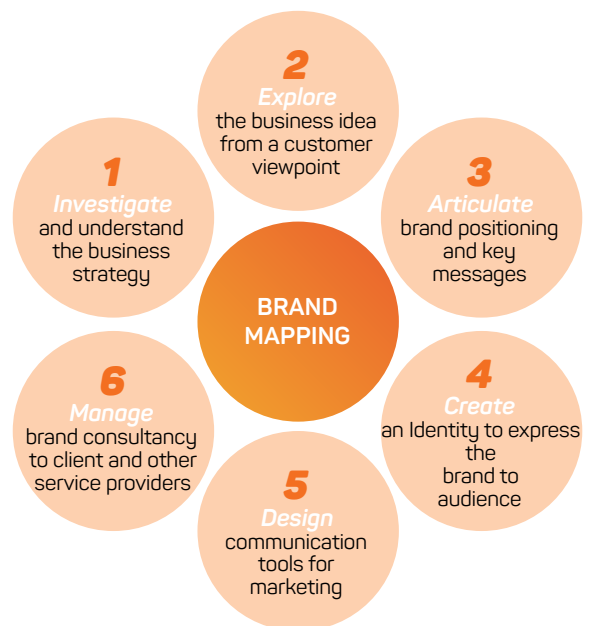 BRAND
MAPPING
1
Investigate
and understand
the business
strategy
2
Explore
the business idea
from a customer
viewpoint
3
Articulate
brand positioning
and key
messages
4
Create
an Identity to express
the
brand to
audience
5
Design
communication
tools for
marketing
6
Manage
brand consultancy
to client and other
service providers